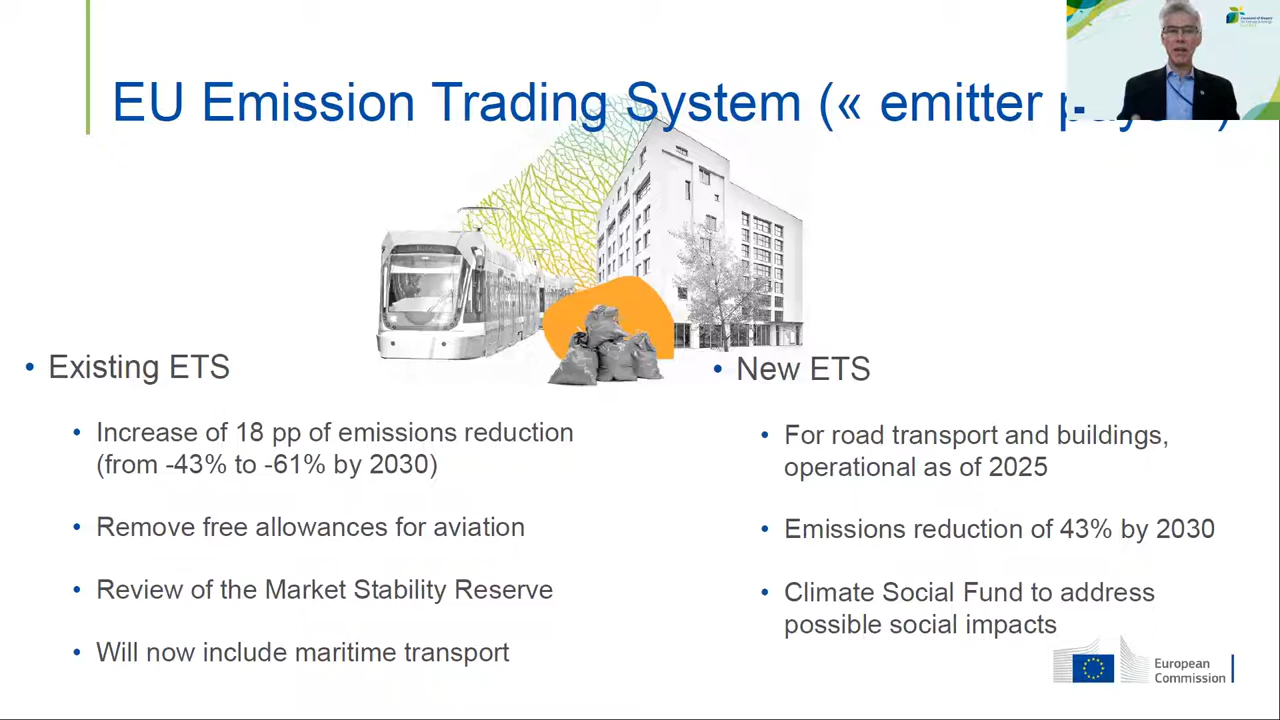 EU Emission Trading System (« emitter
• Existing ETS
• Increase of 18 pp of emissions reduction
(from -43% to -61% by 2030)
• Remove free allowances for aviation
• Review of the Market Stability Reserve
• Will now include maritime transport
• New ETS
• For road transport and buildings,
operational as of 2025
• Emissions reduction of 43% by 2030
• Climate Social Fund to address
possible social impacts
European
Commission